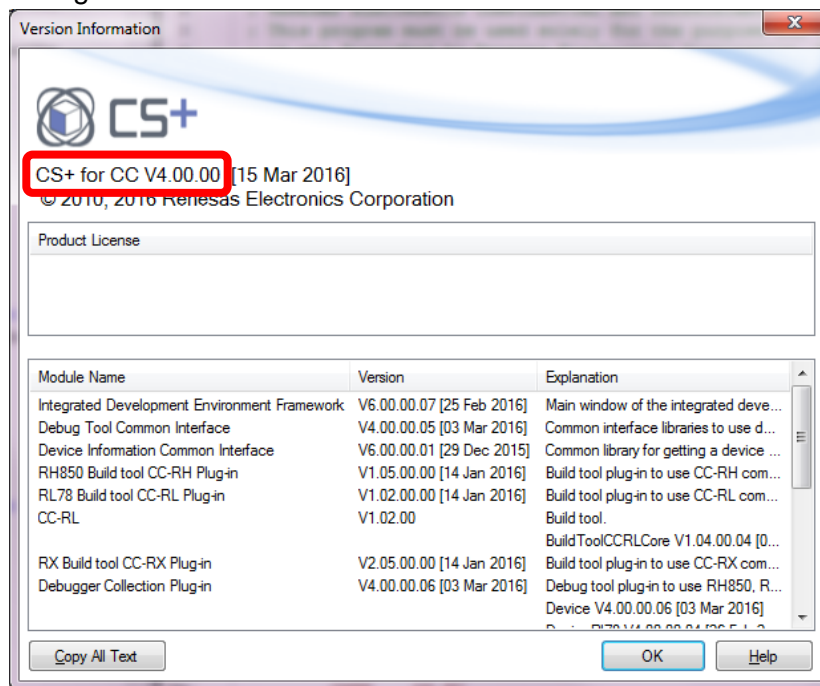 Version Information
CS+
CS+ for CC V4.00.00 [15 Mar 2016]
© 2010, 2016 Renesas Electronics Corporation
Product License
Module Name Version Explanation
Integrated Development Environment Framework V6.00.00.07 [25 Feb 2016] Main window of the integrated deve...
Debug Tool Common Interface V4.00.00.05 [03 Mar 2016] Common interface libraries to use d...
Device Information Common Interface V6.00.00.01 [29 Dec 2015] Common library for getting a device ...
RH850 Build tool CC-RH Plug-in V1.05.00.00 [14 Jan 2016] Build tool plug-in to use CC-RH com...
RL78 Build tool CC-RL Plug-in V1.02.00.00 [14 Jan 2016] Build tool plug-in to use CC-RL com...
CC-RL V1.02.00 Build tool.
BuildToolCCRLCore V1.04.00.04 [0...
RX Build tool CC-RX Plug-in V2.05.00.00 [14 Jan 2016] Build tool plug-in to use CC-RX com...
Debugger Collection Plug-in V4.00.00.06 [03 Mar 2016] Debug tool plug-in to use RH850, R...
Device V4.00.00.06 [03 Mar 2016]
Copy All Text OK Help